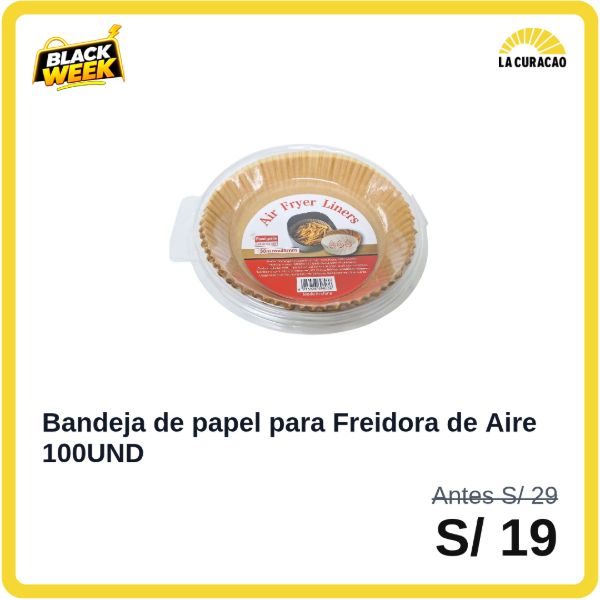 BLACK
WEEK
LA CURACAO
Air Fryer Liners
Bandeja de papel para Freidora de Aire
100UND
Antes S/ 29
S/ 19